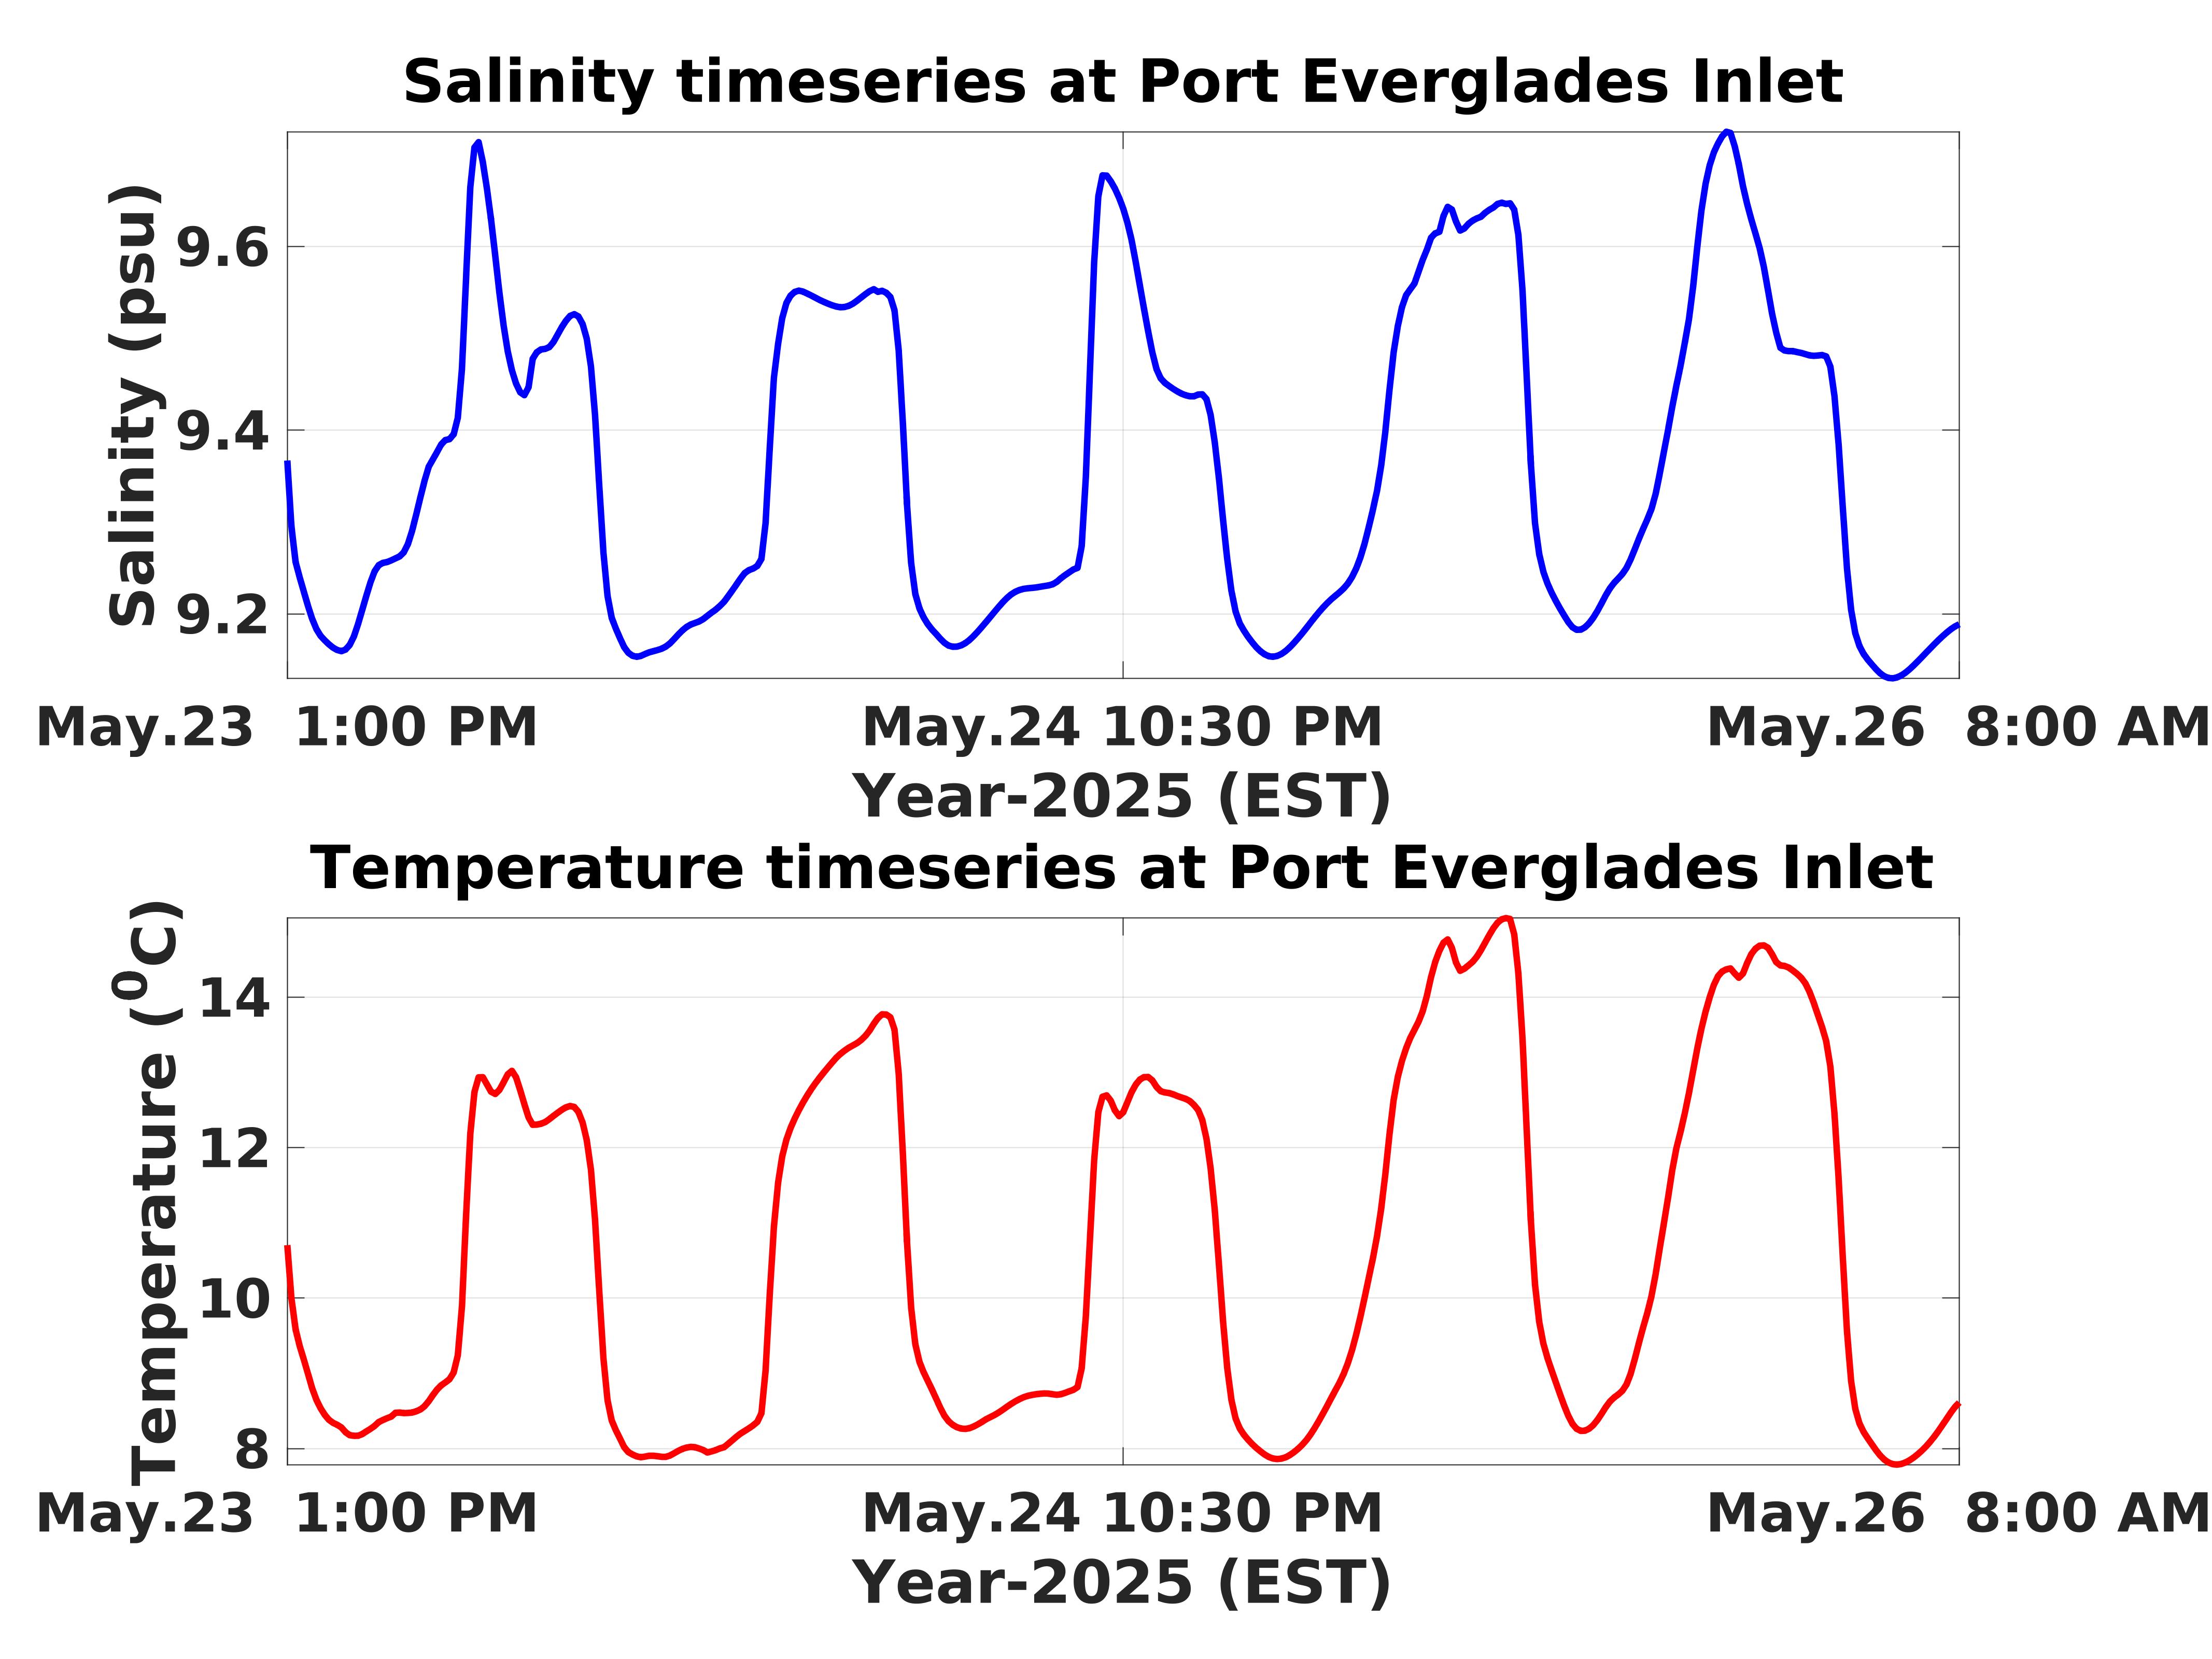 Salinity timeseries at Port Everglades Inlet
Salinity (psu)
9.6
9.4
9.2
May.23 1:00 PM May.24 10:30 PM May.26 8:00 AM
Year-2025 (EST)
Temperature timeseries at Port Everglades Inlet
Temperature (⁰C)
14
12
10
8
May.23 1:00 PM May.24 10:30 PM May.26 8:00 AM
Year-2025 (EST)